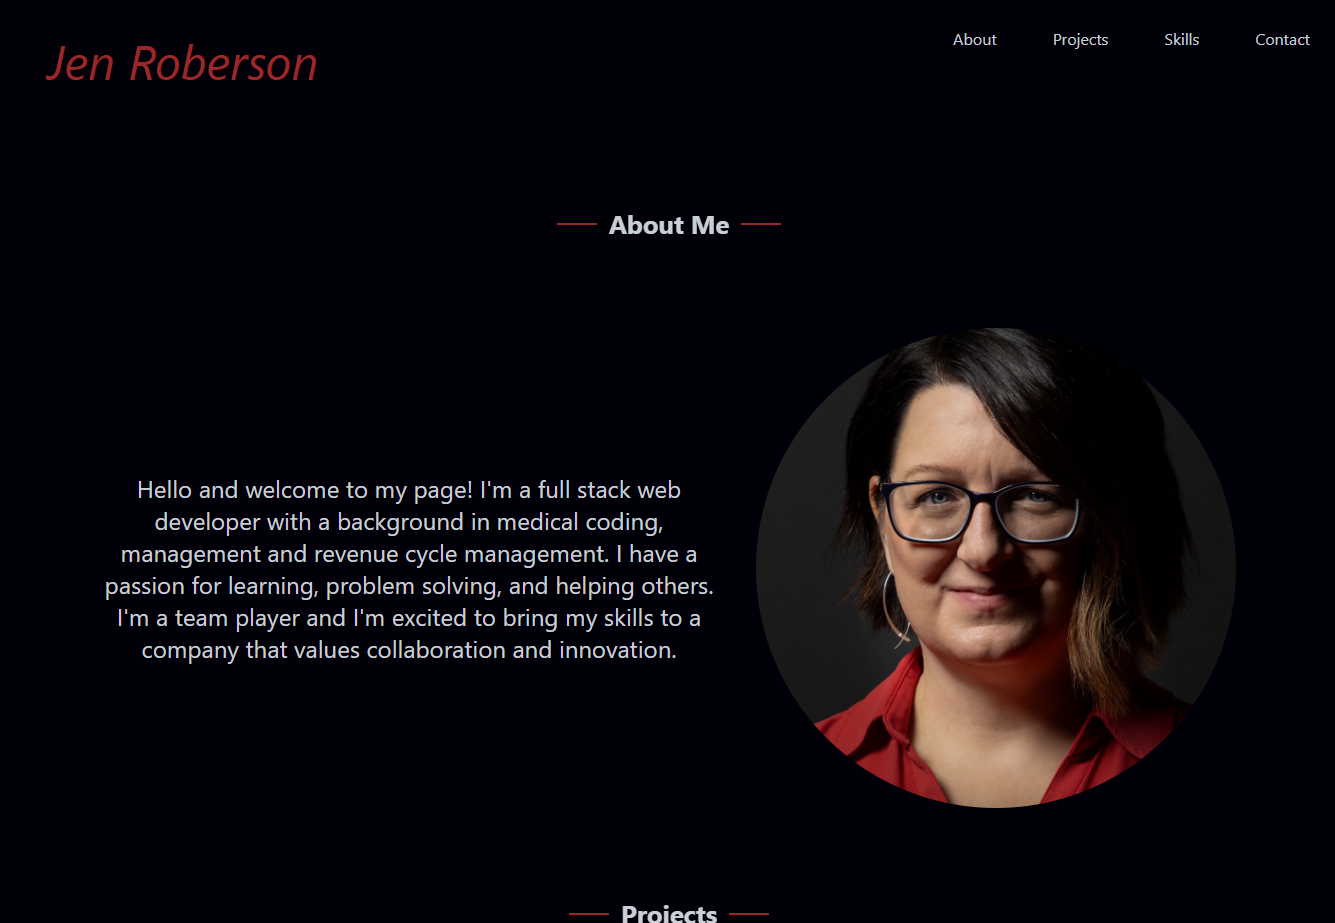 Jen Roberson
About Projects Skills Contact
About Me
Hello and welcome to my page! I'm a full stack web
developer with a background in medical coding,
management and revenue cycle management. I have a
passion for learning, problem solving, and helping others.
I'm a team player and I'm excited to bring my skills to a
company that values collaboration and innovation.
Projects